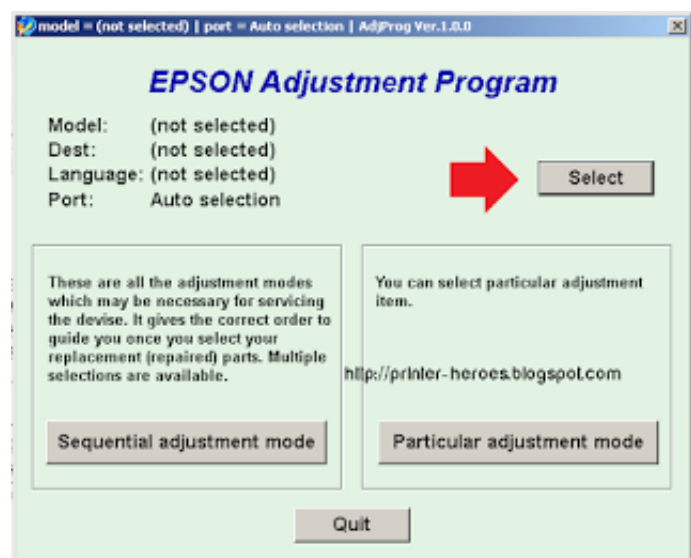 model = (not selected) | port = Auto selection | AdjProg Ver.1.0.0
EPSON Adjustment Program
Model: (not selected)
Dest: (not selected)
Language: (not selected)
Port: Auto selection
Select
These are all the adjustment modes
which may be necessary for servicing
the devise. It gives the correct order to
guide you once you select your
replacement (repaired) parts. Multiple
selections are available.
Sequential adjustment mode
You can select particular adjustment
item.
http://printer-heroes.blogspot.com
Particular adjustment mode
Quit